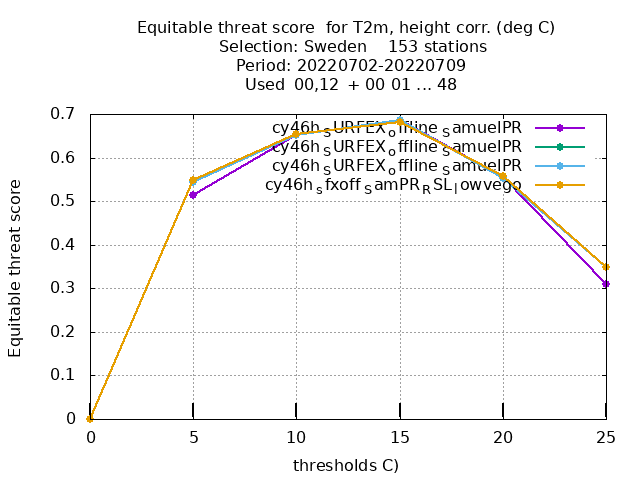 Equitable threat score  for T2m, height corr. (deg C)
Selection: Sweden    153 stations
Period: 20220702-20220709
Used  00,12  + 00 01 ... 48
cy46h_sURFEX_offline_samuelPR
cy46h_sURFEX_offline_samuelPR
cy46h_sURFEX_offline_samuelPR
cy46h_sfxoff_samPR_RSL_lowvego
Equitable threat score
0.7
0.6
0.5
0.4
0.3
0.2
0.1
0
0 5 10 15 20 25
thresholds C)